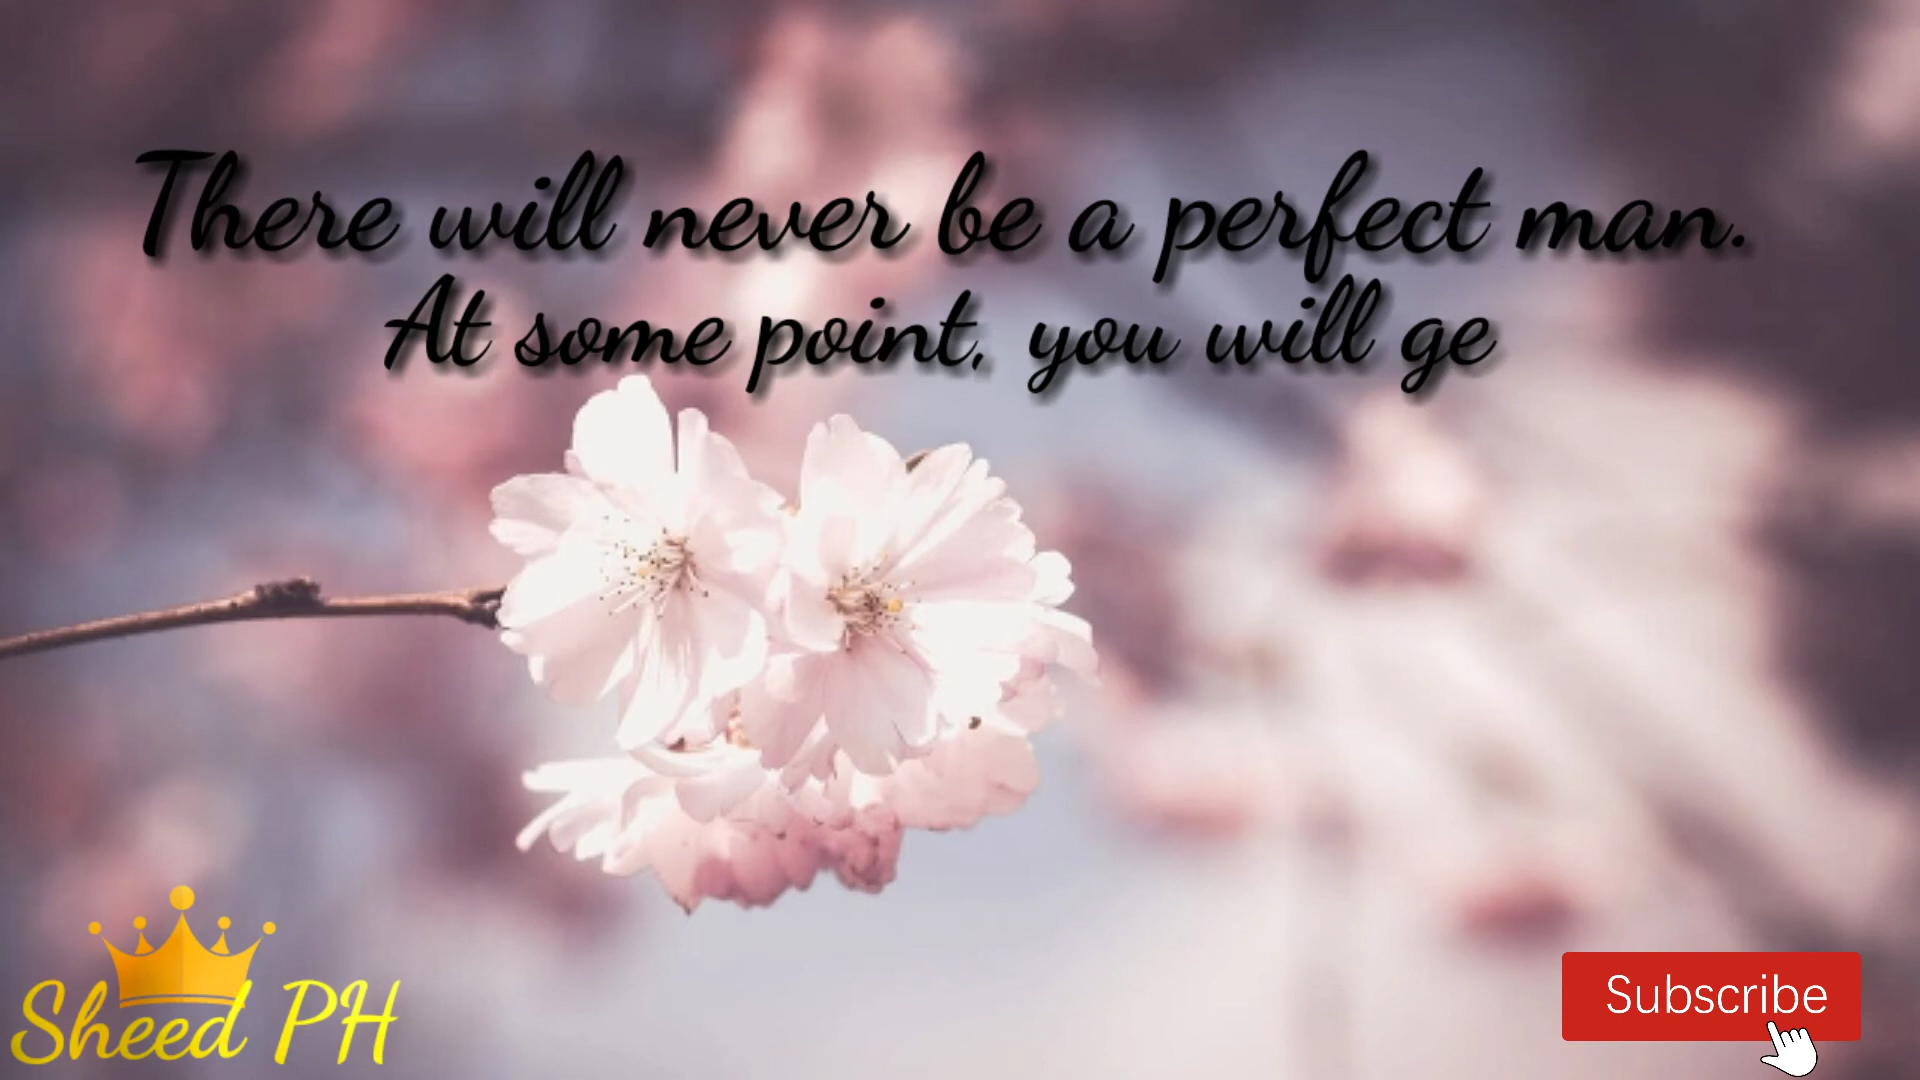 There will never be a perfect man.
At some point, you will ge
Sheed PH
Subscribe